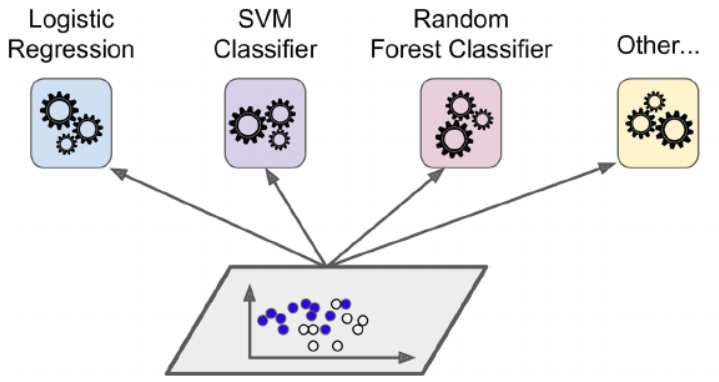 Logistic
Regression
SVM
Classifier
Random
Forest Classifier
Other...